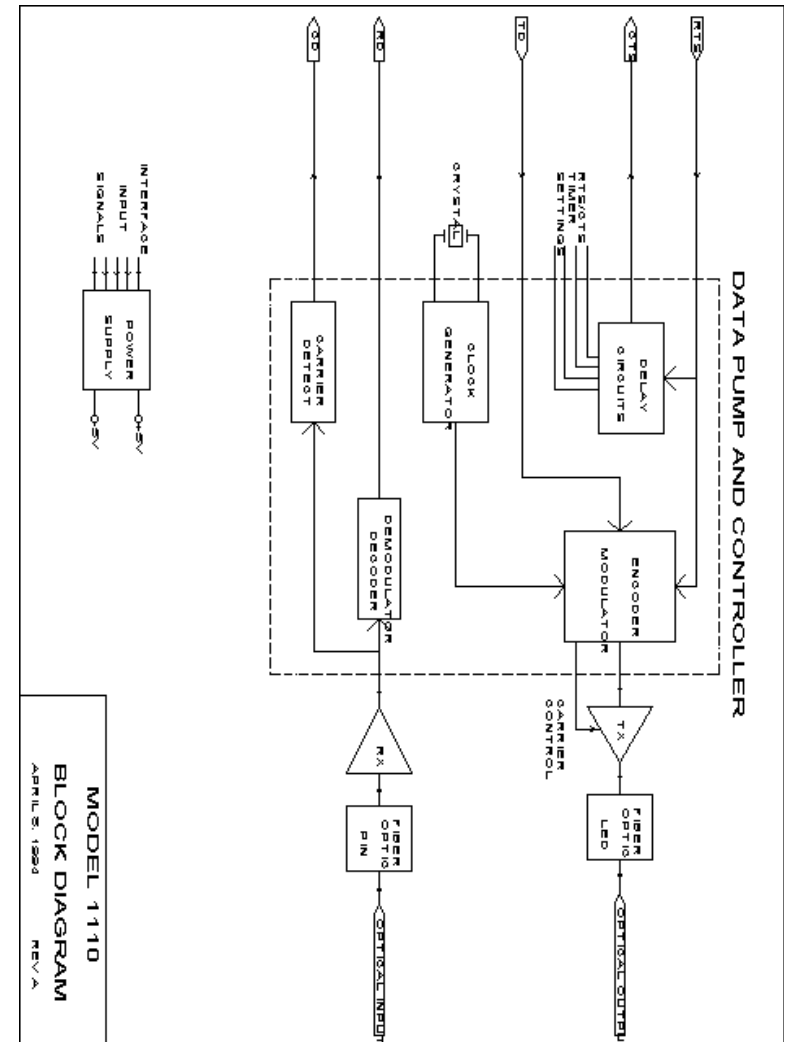 DATA PUMP AND CONTROLLER
RTS
CTS
TD
RD
CD
RTS/CTS
TIMER
SETTINGS
DELAY
CIRCUITS
ENCODER
MODULATOR
CARRIER
CONTROL
TX
FIBER
OPTIC
LED
OPTICAL OUTPU
CRYSTAL
CLOCK
GENERATOR
DEMODULATOR
DECODER
CARRIER
DETECT
RX
FIBER
OPTIC
PIN
OPTICAL INPUT
INTERFACE
INPUT
SIGNALS
POWER
SUPPLY
+5V
-5V
MODEL 1110
BLOCK DIAGRAM
REV A